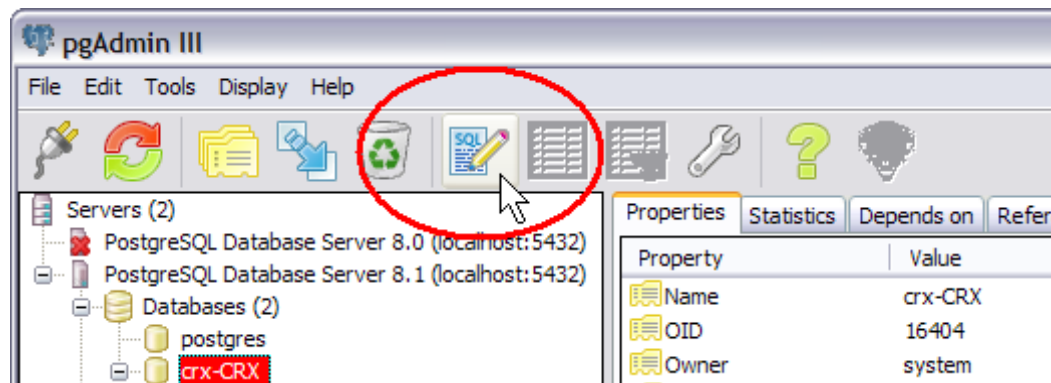 pgAdmin III
File Edit Tools Display Help
SQL
Servers (2)
PostgreSQL Database Server 8.0 (localhost:5432)
PostgreSQL Database Server 8.1 (localhost:5432)
Databases (2)
postgres
crx-CRX
Properties Statistics Depends on Refer
Property Value
Name crx-CRX
OID 16404
Owner system